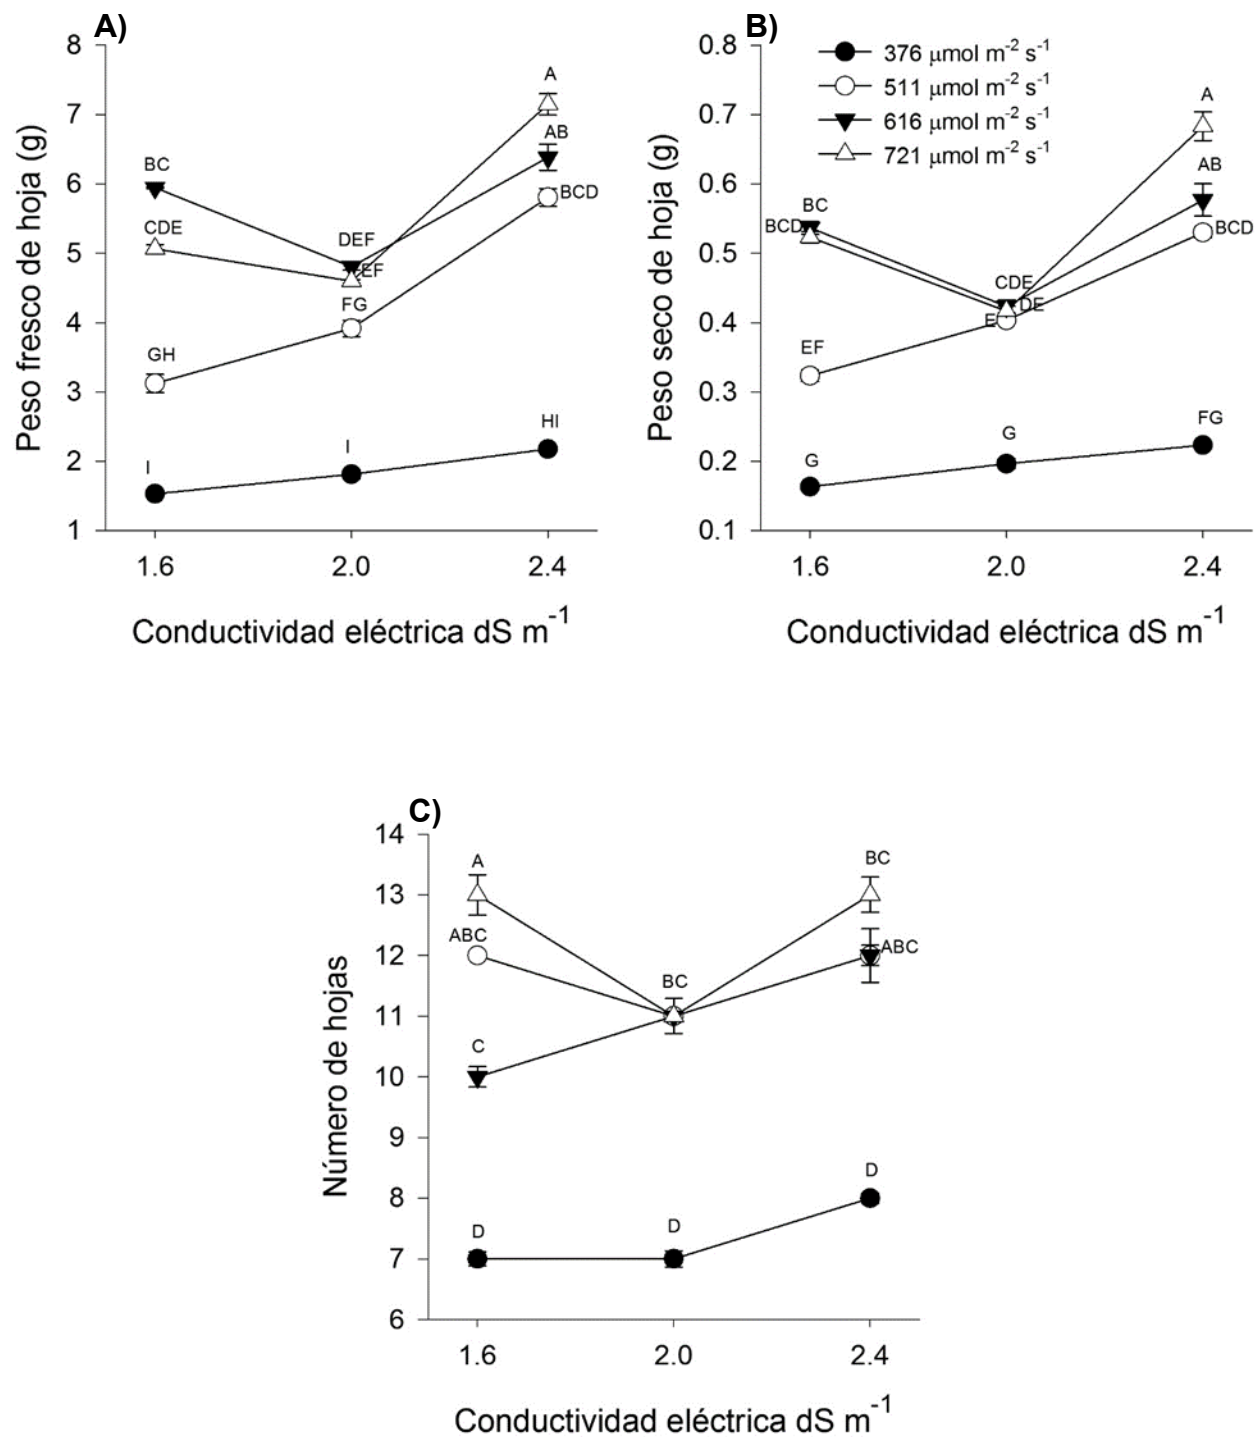 A)
Peso fresco de hoja (g)
8
7
6
5
4
3
2
1
BC
CDE
GH
I
DEF
EF
FG
I
A
AB
BCD
HI
1.6 2.0 2.4
Conductividad eléctrica dS m⁻¹
B)
376 μmol m⁻² s⁻¹
511 μmol m⁻² s⁻¹
616 μmol m⁻² s⁻¹
721 μmol m⁻² s⁻¹
Peso seco de hoja (g)
0.8
0.7
0.6
0.5
0.4
0.3
0.2
0.1
BC
BCD
EF
G
CDE
DE
E
G
A
AB
BCD
FG
1.6 2.0 2.4
Conductividad eléctrica dS m⁻¹
C)
Número de hojas
14
13
12
11
10
9
8
7
6
A
ABC
C
D
BC
D
BC
ABC
D
1.6 2.0 2.4
Conductividad eléctrica dS m⁻¹